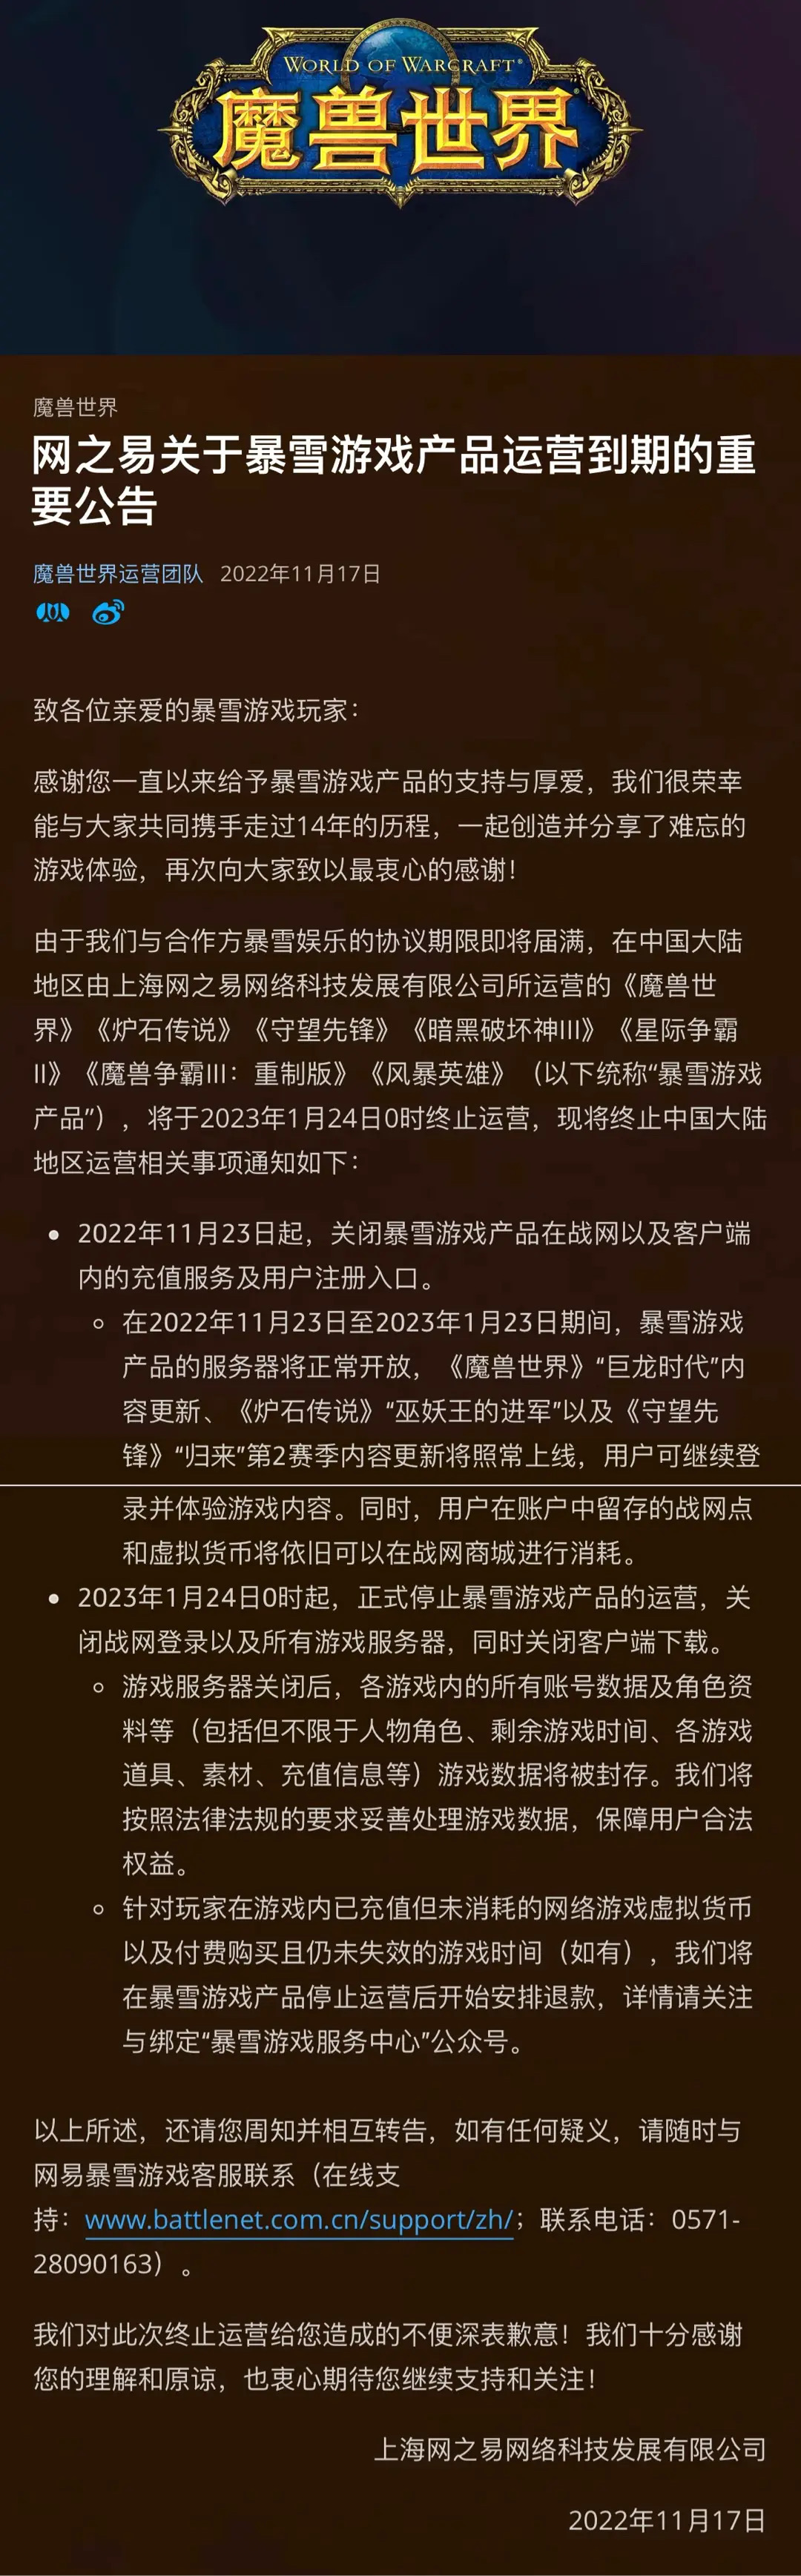 WORLD OF WARCRAFT®
魔兽世界®
魔兽世界
网之易关于暴雪游戏产品运营到期的重
要公告
魔兽世界运营团队 2022年11月17日
致各位亲爱的暴雪游戏玩家：
感谢您一直以来给予暴雪游戏产品的支持与厚爱，我们很荣幸
能与大家共同携手走过14年的历程，一起创造并分享了难忘的
游戏体验，再次向大家致以最衷心的感谢！
由于我们与合作方暴雪娱乐的协议期限即将届满，在中国大陆
地区由上海网之易网络科技发展有限公司所运营的《魔兽世
界》《炉石传说》《守望先锋》《暗黑破坏神III》《星际争霸
II》《魔兽争霸III：重制版》《风暴英雄》（以下统称“暴雪游戏
产品”），将于2023年1月24日0时终止运营，现将终止中国大陆
地区运营相关事项通知如下：
• 2022年11月23日起，关闭暴雪游戏产品在战网以及客户端
内的充值服务及用户注册入口。
◦ 在2022年11月23日至2023年1月23日期间，暴雪游戏
产品的服务器将正常开放，《魔兽世界》“巨龙时代”内
容更新、《炉石传说》“巫妖王的进军”以及《守望先
锋》“归来”第2赛季内容更新将照常上线，用户可继续登
录并体验游戏内容。同时，用户在账户中留存的战网点
和虚拟货币将依旧可以在战网商城进行消耗。
• 2023年1月24日0时起，正式停止暴雪游戏产品的运营，关
闭战网登录以及所有游戏服务器，同时关闭客户端下载。
◦ 游戏服务器关闭后，各游戏内的所有账号数据及角色资
料等（包括但不限于人物角色、剩余游戏时间、各游戏
道具、素材、充值信息等）游戏数据将被封存。我们将
按照法律法规的要求妥善处理游戏数据，保障用户合法
权益。
◦ 针对玩家在游戏内已充值但未消耗的网络游戏虚拟货币
以及付费购买且仍未失效的游戏时间（如有），我们将
在暴雪游戏产品停止运营后开始安排退款，详情请关注
与绑定“暴雪游戏服务中心”公众号。
以上所述，还请您周知并相互转告，如有任何疑义，请随时与
网易暴雪游戏客服联系（在线支
持：www.battlenet.com.cn/support/zh/；联系电话：0571-
28090163）。
我们对此次终止运营给您造成的不便深表歉意！我们十分感谢
您的理解和原谅，也衷心期待您继续支持和关注！
上海网之易网络科技发展有限公司
2022年11月17日